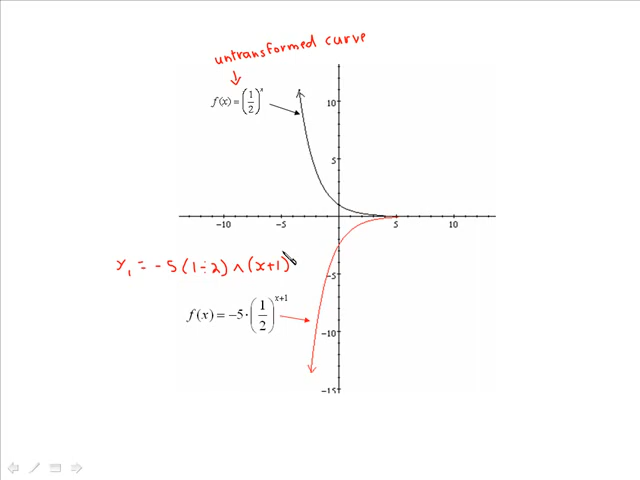 untransformed curve
f(x) = (1/2)^x
10
5
-10 -5 5 10
y₁ = -5 (1÷2) ^ (x+1)
-5
f(x) = -5·(1/2)^{x+1}
-10
-15